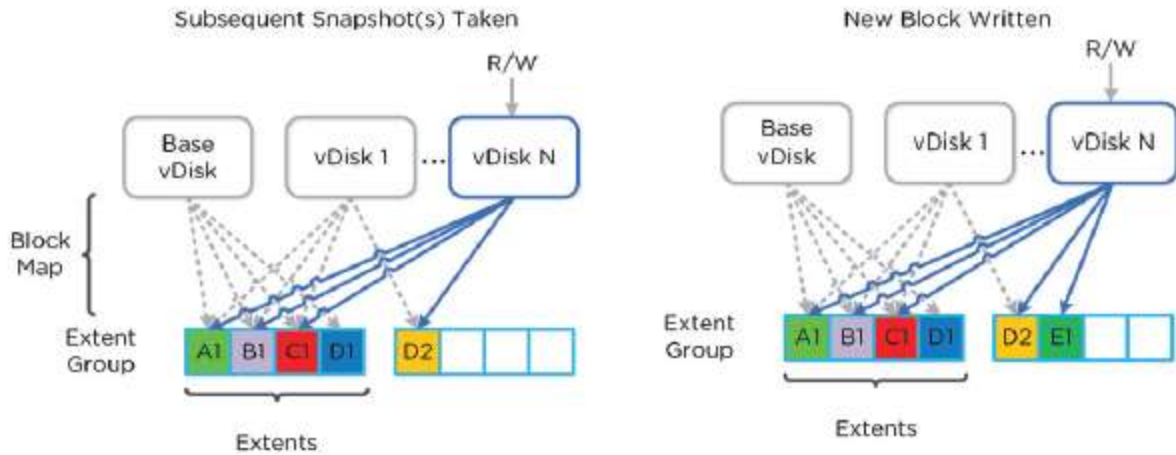 Subsequent Snapshot(s) Taken
R/W
Base
vDisk
vDisk 1
...
vDisk N
Block
Map
Extent
Group
A1 B1 C1 D1 D2
Extents
New Block Written
R/W
Base
vDisk
vDisk 1
...
vDisk N
Extent
Group
A1 B1 C1 D1 D2 E1
Extents